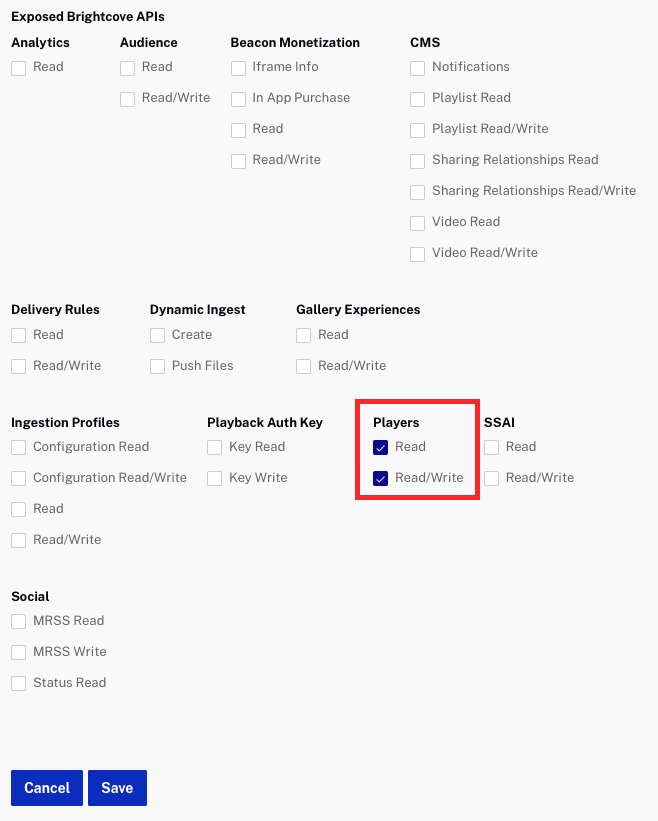 Exposed Brightcove APIs
Analytics
Read
Audience
Read
Read/Write
Beacon Monetization
Iframe Info
In App Purchase
Read
Read/Write
CMS
Notifications
Playlist Read
Playlist Read/Write
Sharing Relationships Read
Sharing Relationships Read/Write
Video Read
Video Read/Write
Delivery Rules
Read
Read/Write
Dynamic Ingest
Create
Push Files
Gallery Experiences
Read
Read/Write
Ingestion Profiles
Configuration Read
Configuration Read/Write
Read
Read/Write
Playback Auth Key
Key Read
Key Write
Players
Read
Read/Write
SSAI
Read
Read/Write
Social
MRSS Read
MRSS Write
Status Read
Cancel
Save